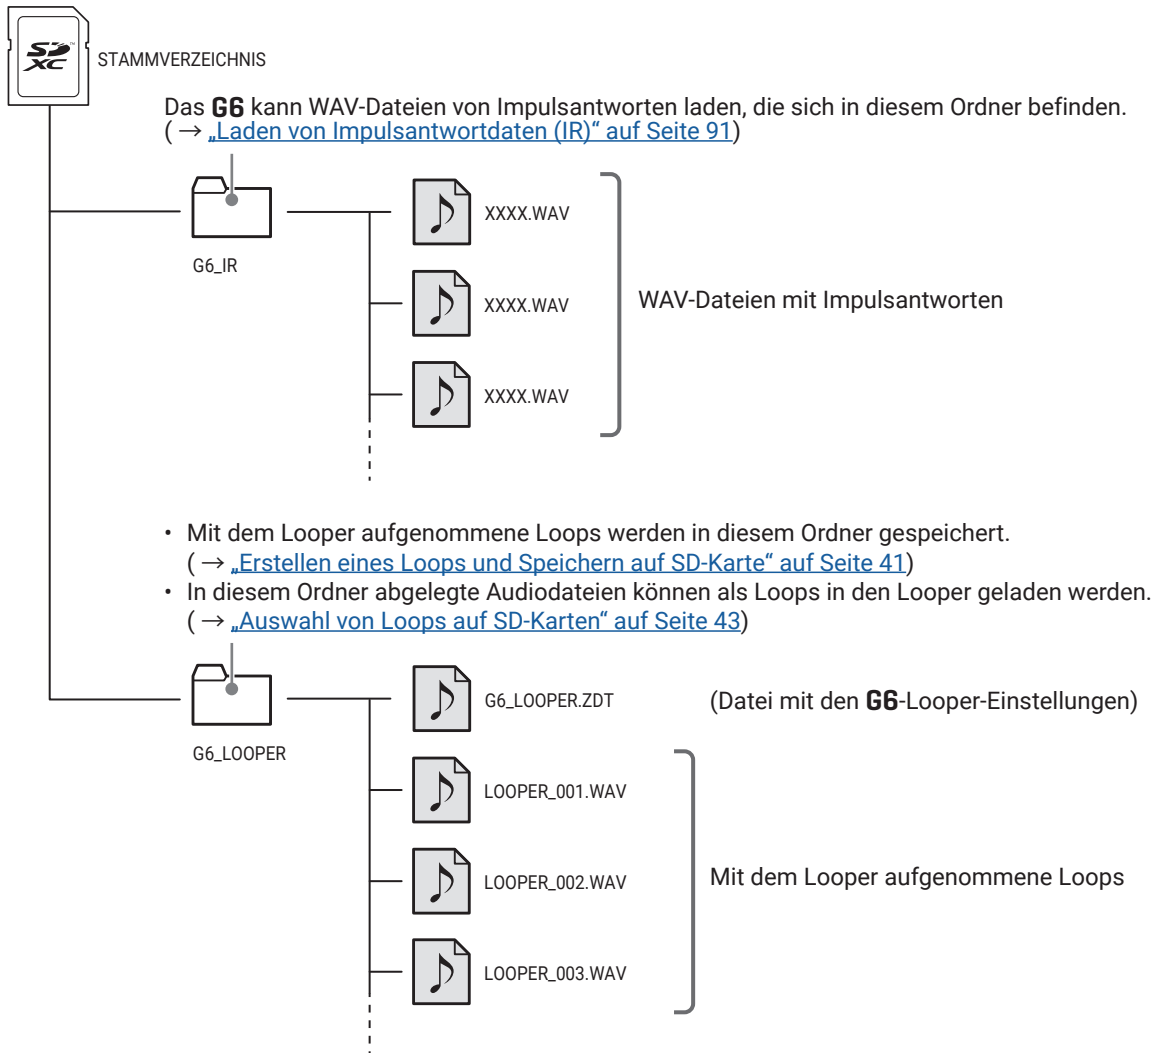 SD XC
STAMMVERZEICHNIS
Das G6 kann WAV-Dateien von Impulsantworten laden, die sich in diesem Ordner befinden.
( → „Laden von Impulsantwortdaten (IR)“ auf Seite 91)
XXXX.WAV
G6_IR
XXXX.WAV
WAV-Dateien mit Impulsantworten
XXXX.WAV
• Mit dem Looper aufgenommene Loops werden in diesem Ordner gespeichert.
( → „Erstellen eines Loops und Speichern auf SD-Karte“ auf Seite 41)
• In diesem Ordner abgelegte Audiodateien können als Loops in den Looper geladen werden.
( → „Auswahl von Loops auf SD-Karten“ auf Seite 43)
G6_LOOPER.ZDT (Datei mit den G6-Looper-Einstellungen)
G6_LOOPER
LOOPER_001.WAV
LOOPER_002.WAV
Mit dem Looper aufgenommene Loops
LOOPER_003.WAV